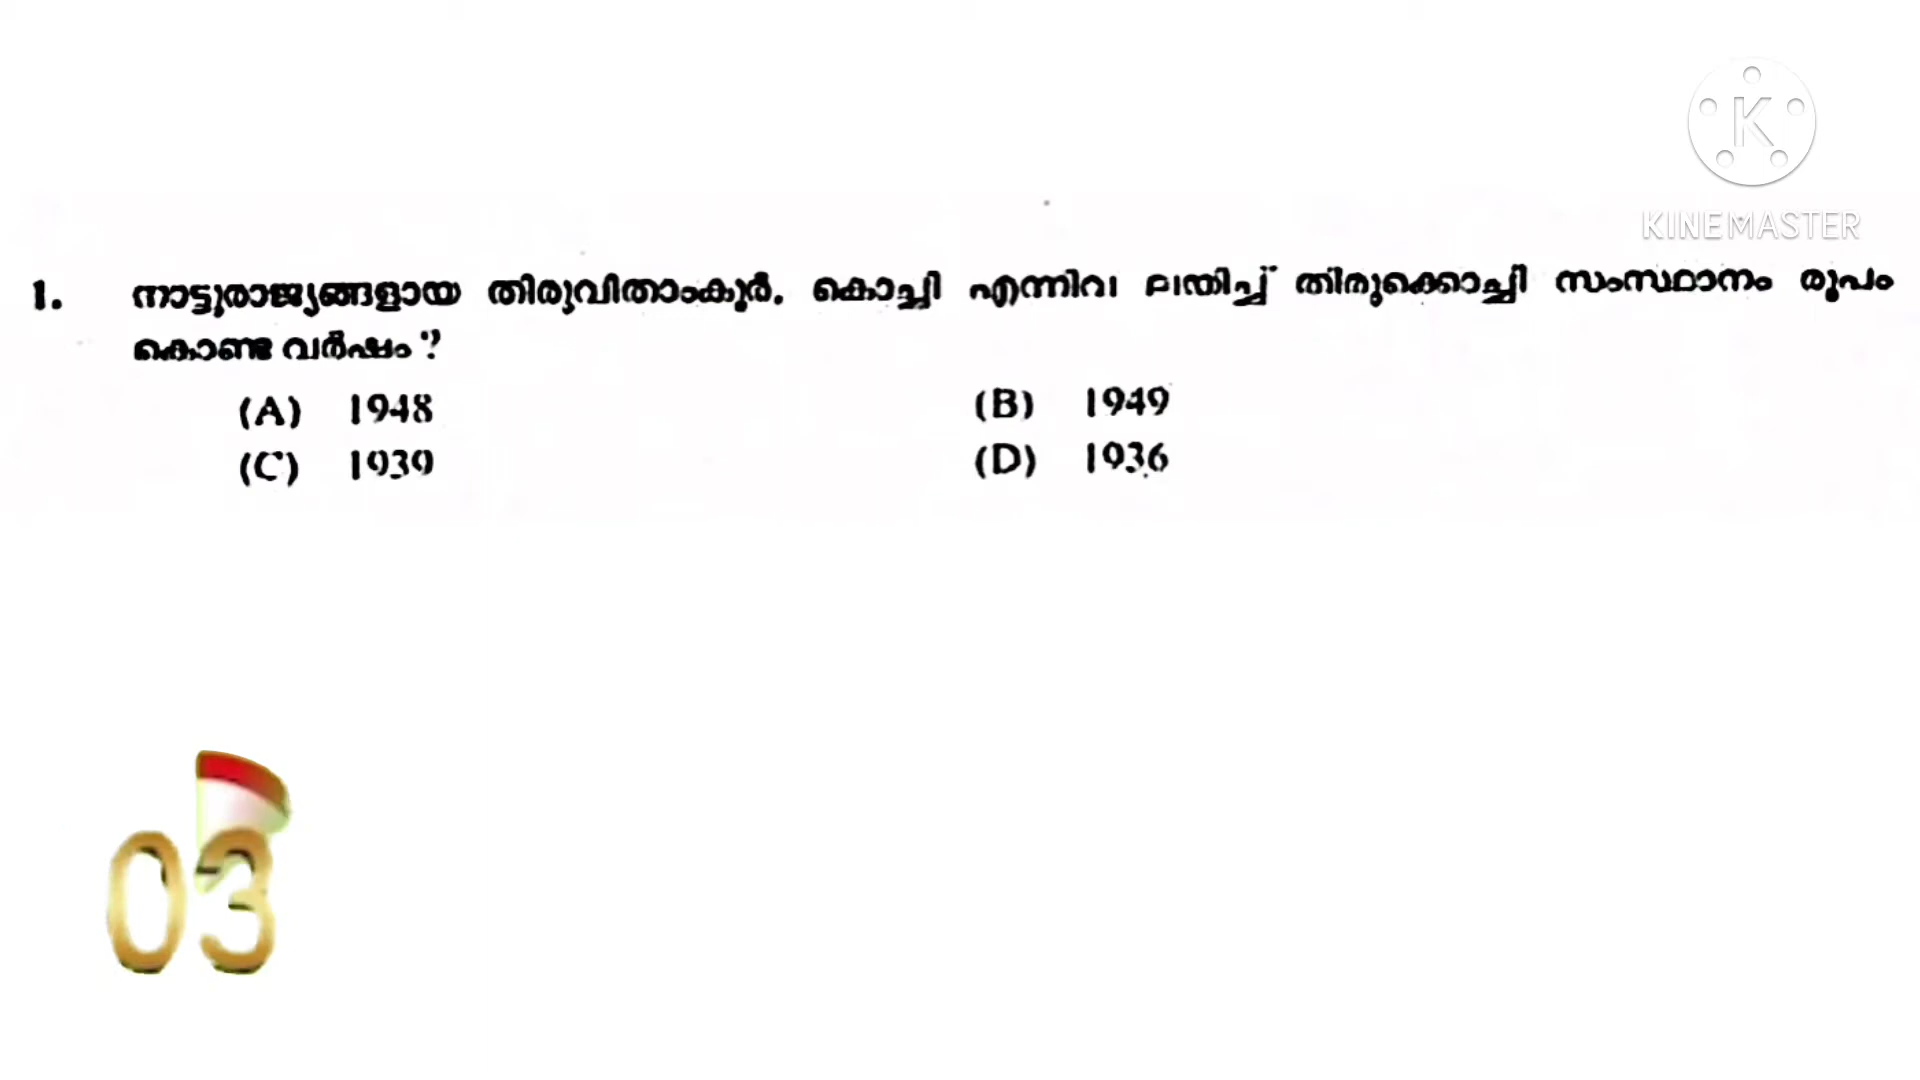 K
KINEMASTER
1. നാട്ടുരാജ്യങ്ങളായ തിരുവിതാംകൂർ, കൊച്ചി എന്നിവ ലയിച്ച് തിരുക്കൊച്ചി സംസ്ഥാനം രൂപം
കൊണ്ട വർഷം ?
(A) 1948 (B) 1949
(C) 1939 (D) 1936
03